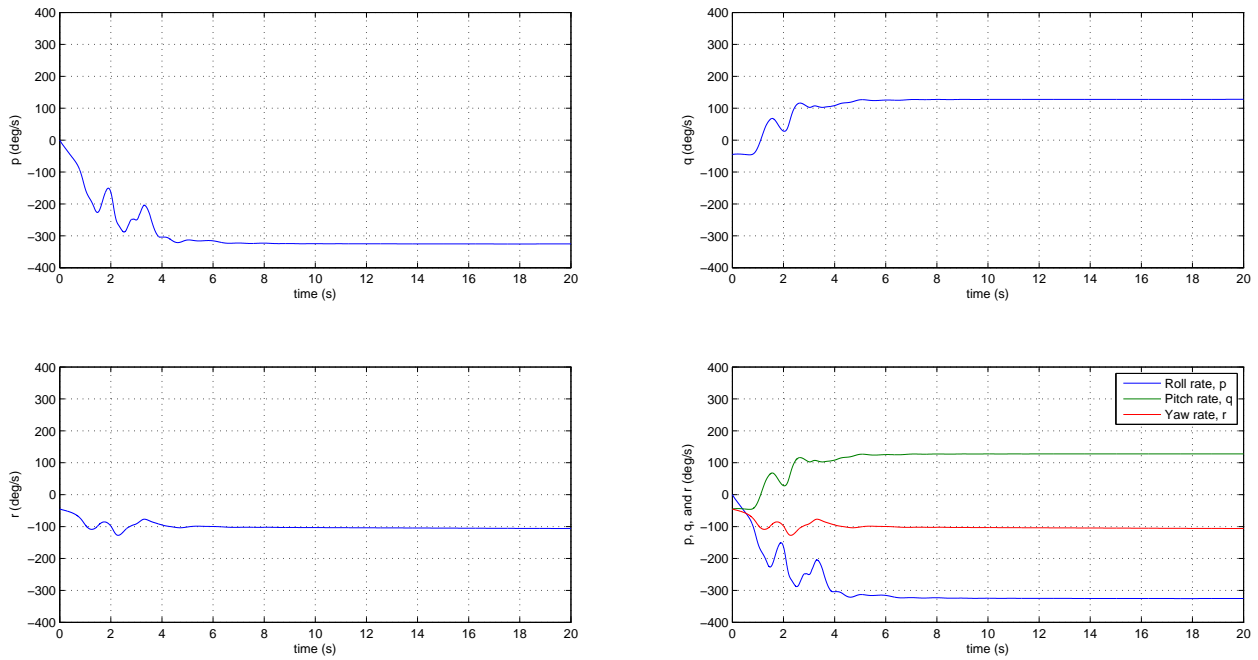 400
300
200
100
0
−100
−200
−300
−400
p (deg/s)
0 2 4 6 8 10 12 14 16 18 20
time (s)
400
300
200
100
0
−100
−200
−300
−400
q (deg/s)
0 2 4 6 8 10 12 14 16 18 20
time (s)
400
300
200
100
0
−100
−200
−300
−400
r (deg/s)
0 2 4 6 8 10 12 14 16 18 20
time (s)
400
300
200
100
0
−100
−200
−300
−400
p, q, and r (deg/s)
Roll rate, p
Pitch rate, q
Yaw rate, r
0 2 4 6 8 10 12 14 16 18 20
time (s)